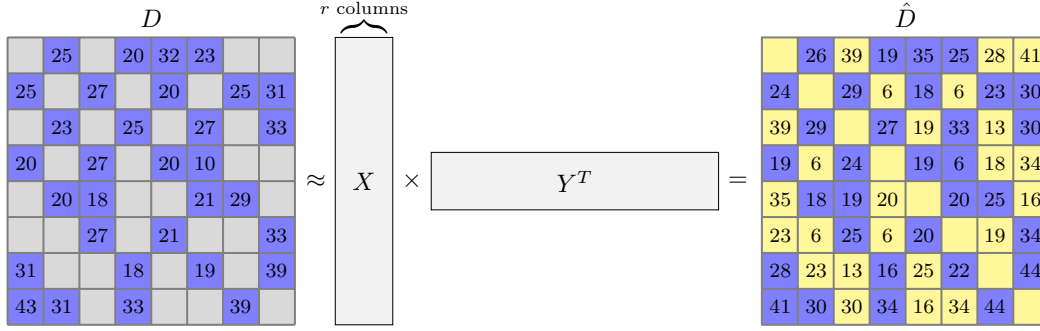 r columns
D
D̂
25 20 32 23
26 39 19 35 25 28 41
25 27 20 25 31
24 29 6 18 6 23 30
23 25 27 33
39 29 27 19 33 13 30
20 27 20 10
19 6 24 19 6 18 34
≈ X × Y^T =
20 18 21 29
35 18 19 20 20 25 16
27 21 33
23 6 25 6 20 19 34
31 18 19 39
28 23 13 16 25 22 44
43 31 33 39
41 30 30 34 16 34 44